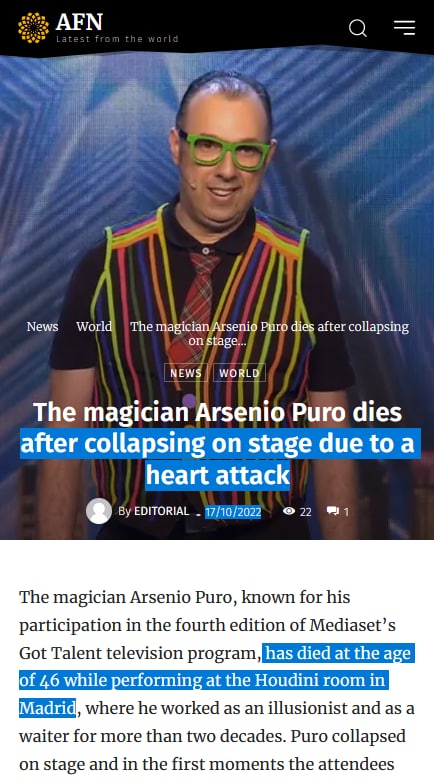 AFN
Latest from the world
News World The magician Arsenio Puro dies after collapsing
on stage...
NEWS WORLD
The magician Arsenio Puro dies
after collapsing on stage due to a
heart attack
By EDITORIAL - 17/10/2022 22 1
The magician Arsenio Puro, known for his
participation in the fourth edition of Mediaset's
Got Talent television program, has died at the age
of 46 while performing at the Houdini room in
Madrid, where he worked as an illusionist and as a
waiter for more than two decades. Puro collapsed
on stage and in the first moments the attendees